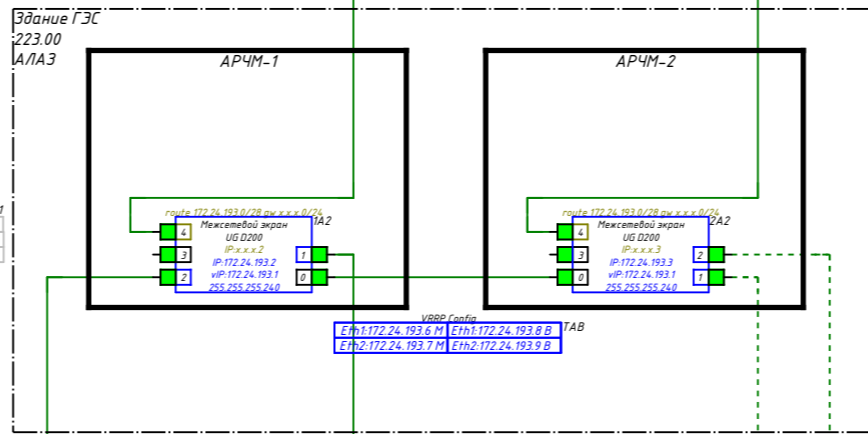 Здание ГЭС
223.00
АЛАЗ
АРЧМ-1
АРЧМ-2
route 172.24.193.0/28 gw x.x.x.0/24
1A2
Межсетевой экран
UG D200
IP:x.x.x.2
IP:172.24.193.2
vIP:172.24.193.1
255.255.255.240
4
3
2
1
0
route 172.24.193.0/28 gw x.x.x.0/24
2A2
Межсетевой экран
UG D200
IP:x.x.x.3
IP:172.24.193.3
vIP:172.24.193.1
255.255.255.240
4
3
0
2
1
VRRP Config
TAB
Eth1:172.24.193.6 M Eth1:172.24.193.8 B
Eth2:172.24.193.7 M Eth2:172.24.193.9 B